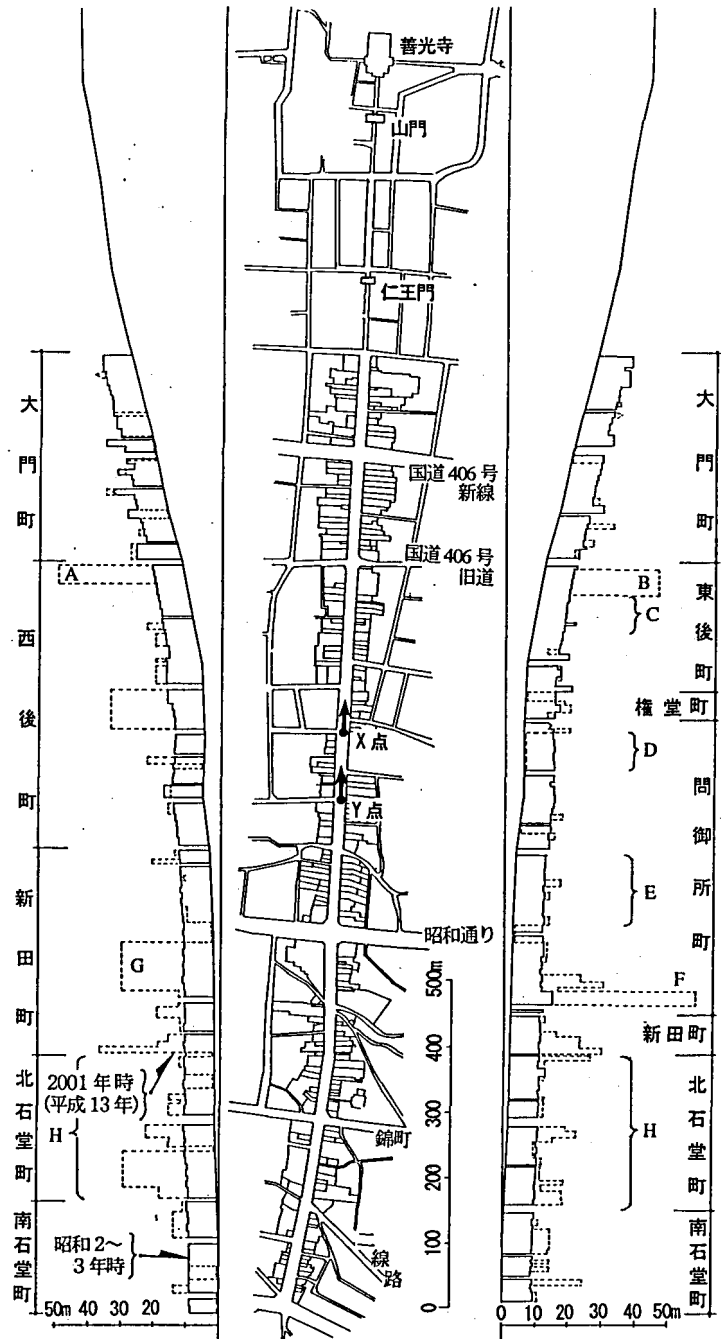 善光寺
山門
仁王門
国道406号
新線
国道406号
旧道
X点
Y点
昭和通り
錦町
二線路
500m
400
300
200
100
0
大門町
西後町
新田町
北石堂町
南石堂町
A
G
H
2001年時
(平成13年)
昭和2〜
3年時
50m 40 30 20
大門町
東後町
権堂町
問御所町
新田町
北石堂町
南石堂町
B
C
D
E
F
H
0 10 20 30 40 50m